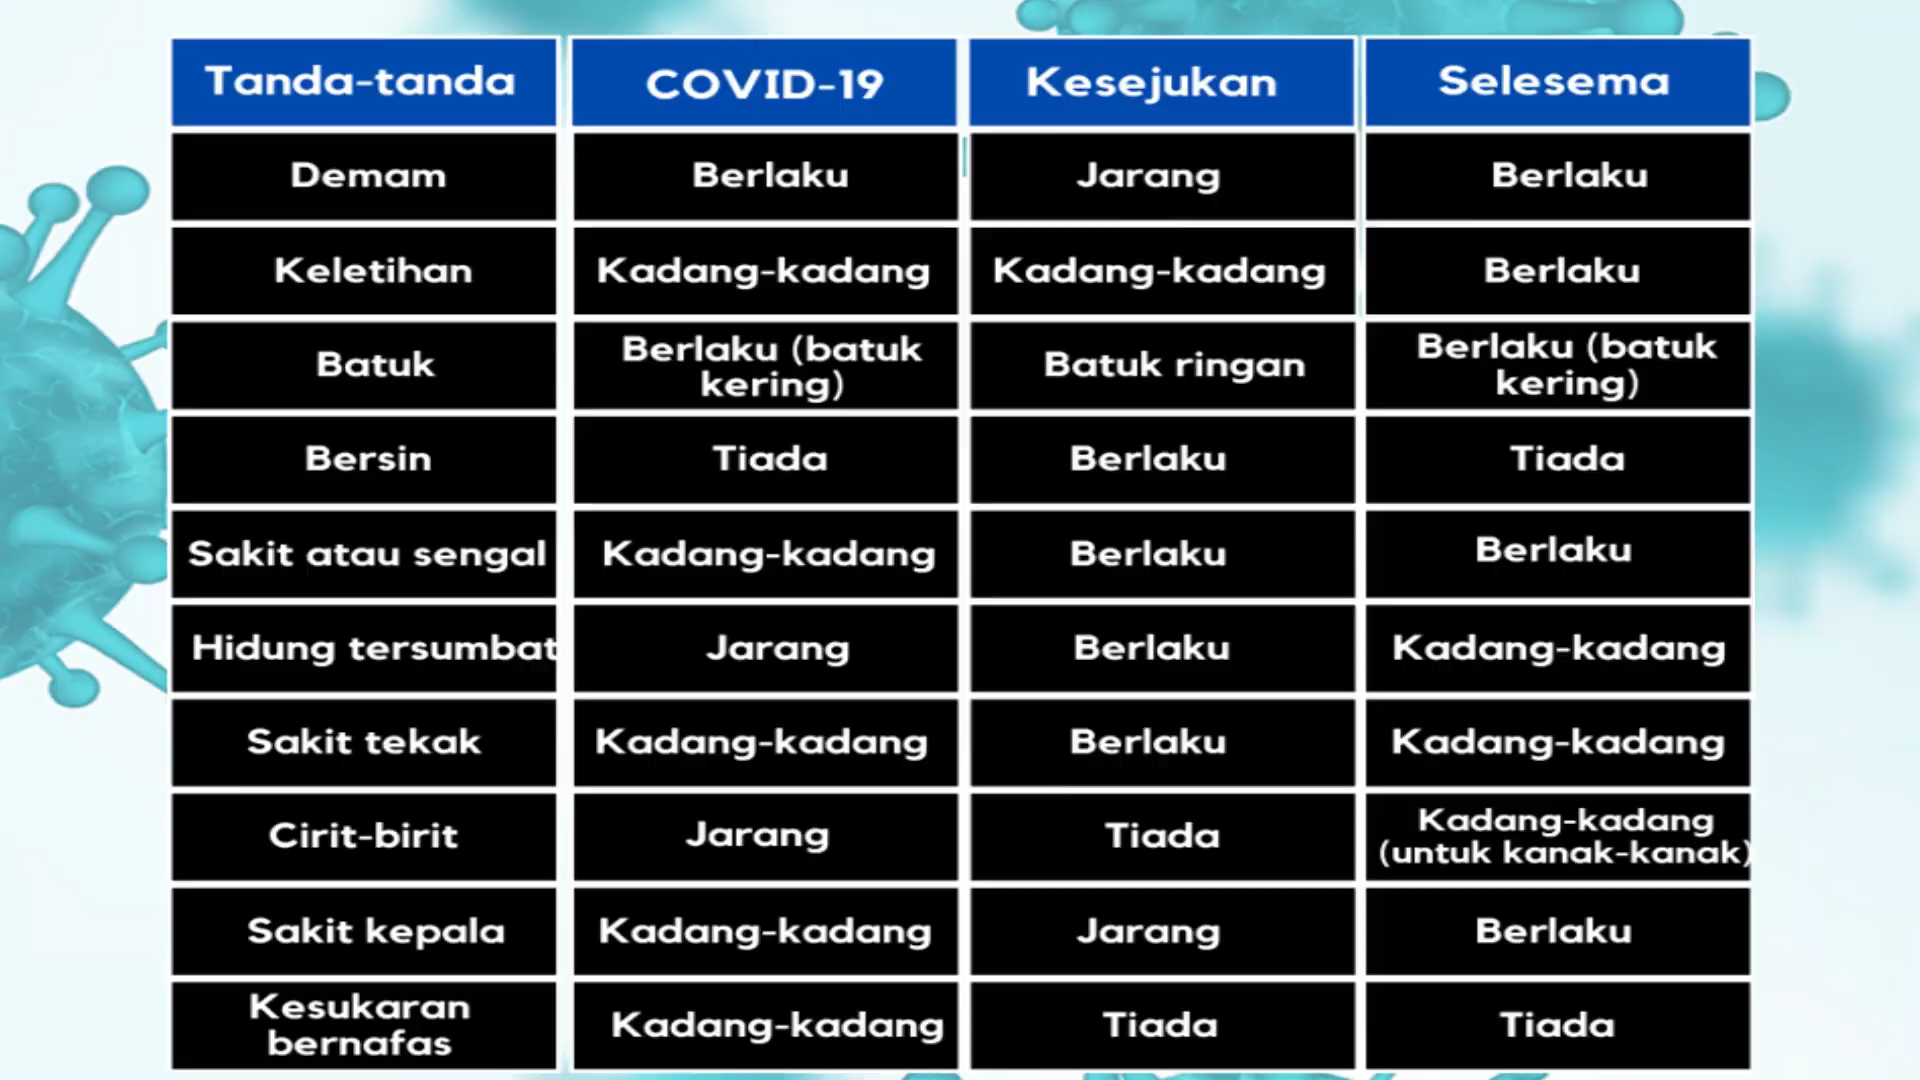 Tanda-tanda COVID-19 Kesejukan Selesema
Demam Berlaku Jarang Berlaku
Keletihan Kadang-kadang Kadang-kadang Berlaku
Batuk Berlaku (batuk kering) Batuk ringan Berlaku (batuk kering)
Bersin Tiada Berlaku Tiada
Sakit atau sengal Kadang-kadang Berlaku Berlaku
Hidung tersumbat Jarang Berlaku Kadang-kadang
Sakit tekak Kadang-kadang Berlaku Kadang-kadang
Cirit-birit Jarang Tiada Kadang-kadang (untuk kanak-kanak)
Sakit kepala Kadang-kadang Jarang Berlaku
Kesukaran bernafas Kadang-kadang Tiada Tiada